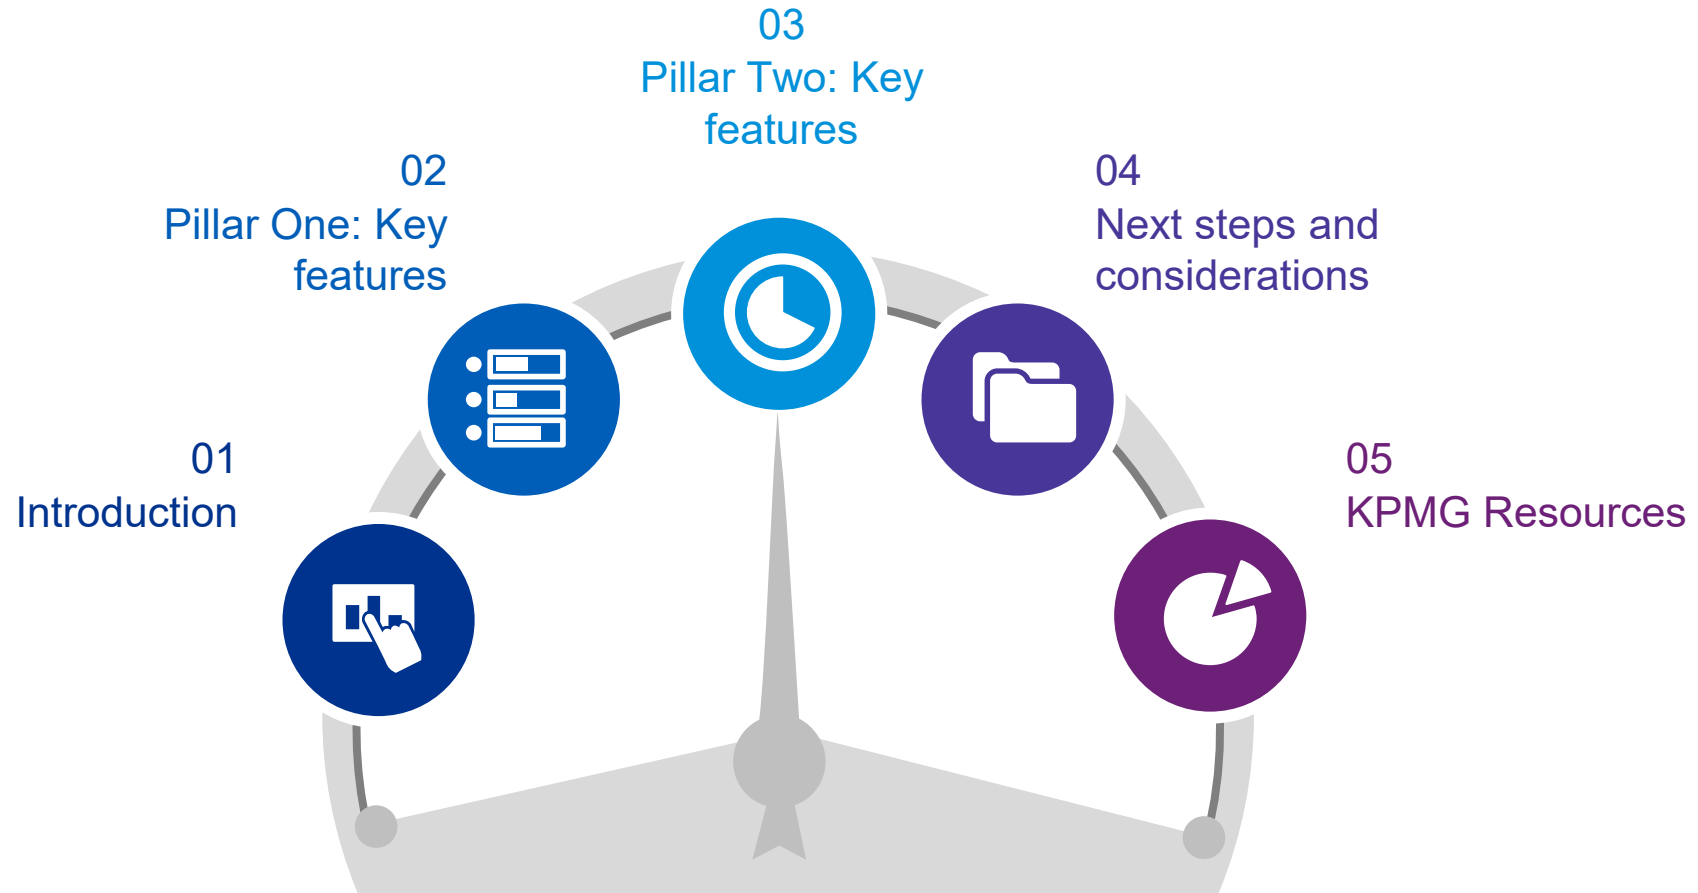 01
Introduction
02
Pillar One: Key
features
03
Pillar Two: Key
features
04
Next steps and
considerations
05
KPMG Resources